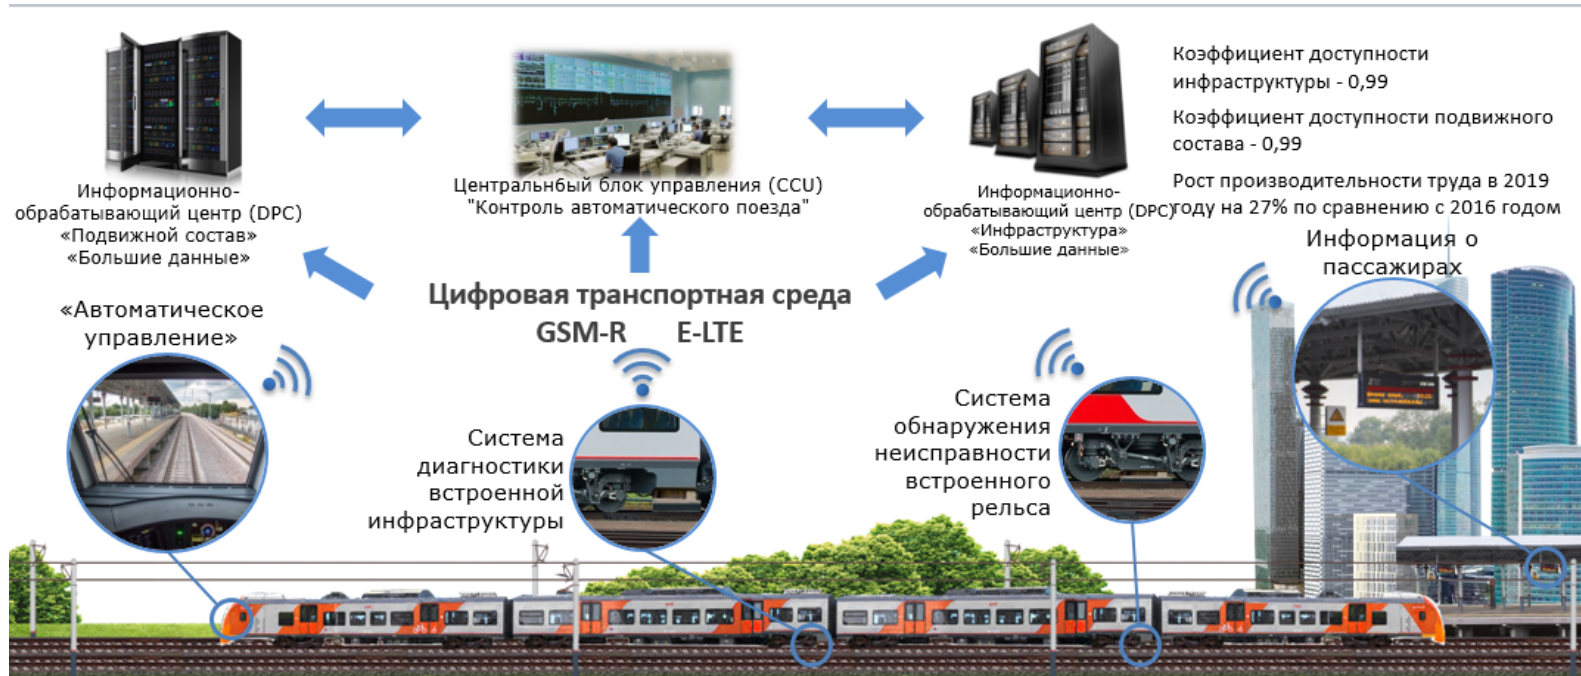 Информационно-
обрабатывающий центр (DPC)
«Подвижной состав»
«Большие данные»
Центральнбый блок управления (CCU)
"Контроль автоматического поезда"
Информационно-
обрабатывающий центр (DPC)
«Инфраструктура»
«Большие данные»
Коэффициент доступности
инфраструктуры - 0,99
Коэффициент доступности подвижного
состава - 0,99
Рост производительности труда в 2019
году на 27% по сравнению с 2016 годом
Цифровая транспортная среда
GSM-R E-LTE
«Автоматическое
управление»
Система
диагностики
встроенной
инфраструктуры
Система
обнаружения
неисправности
встроенного
рельса
Информация о
пассажирах